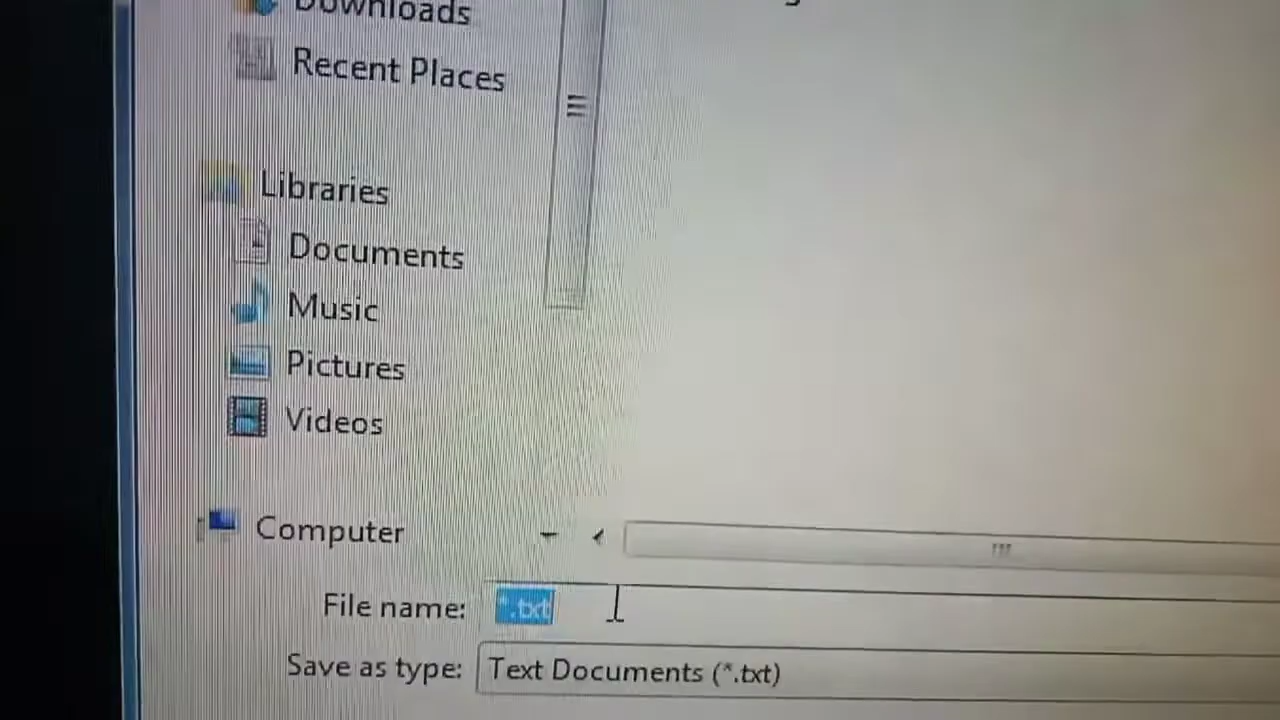 Downloads
Recent Places
Libraries
Documents
Music
Pictures
Videos
Computer
File name: *.txt
Save as type: Text Documents (*.txt)